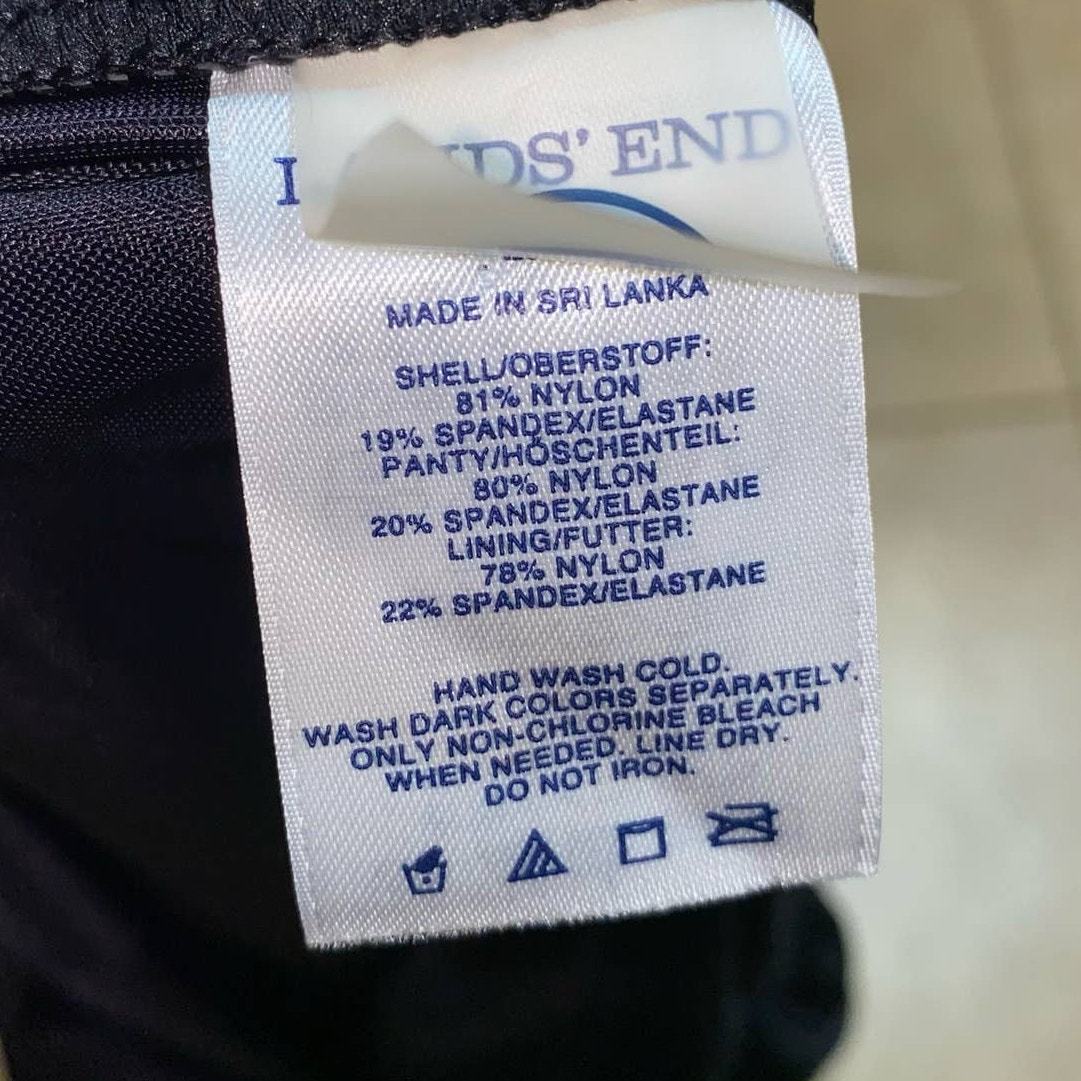 LANDS' END
MADE IN SRI LANKA
SHELL/OBERSTOFF:
81% NYLON
19% SPANDEX/ELASTANE
PANTY/HÖSCHENTEIL:
80% NYLON
20% SPANDEX/ELASTANE
LINING/FUTTER:
78% NYLON
22% SPANDEX/ELASTANE
HAND WASH COLD.
WASH DARK COLORS SEPARATELY.
ONLY NON-CHLORINE BLEACH
WHEN NEEDED. LINE DRY.
DO NOT IRON.